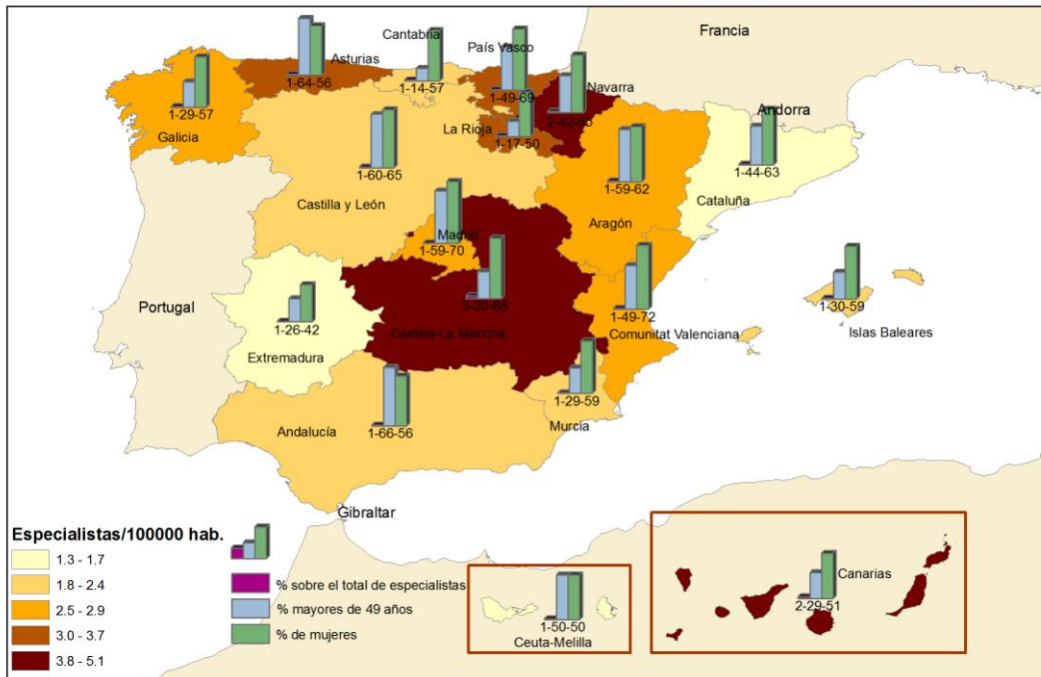 Cantabria
Francia
Asturias
País Vasco
1-64-56
1-14-57
1-49-69
Navarra
1-29-57
Galicia
La Rioja
1-17-50
Andorra
1-60-65
1-59-62
1-44-63
Castilla y León
Aragón
Cataluña
Madrid
1-59-70
Portugal
1-26-42
1-49-72
1-30-59
Castilla-La Mancha
Comunitat Valenciana
Islas Baleares
Extremadura
1-29-59
Murcia
Andalucía
1-66-56
Gibraltar
Especialistas/100000 hab.
1.3 - 1.7
1.8 - 2.4
2.5 - 2.9
3.0 - 3.7
3.8 - 5.1
% sobre el total de especialistas
% mayores de 49 años
% de mujeres
1-50-50
Ceuta-Melilla
Canarias
2-29-51